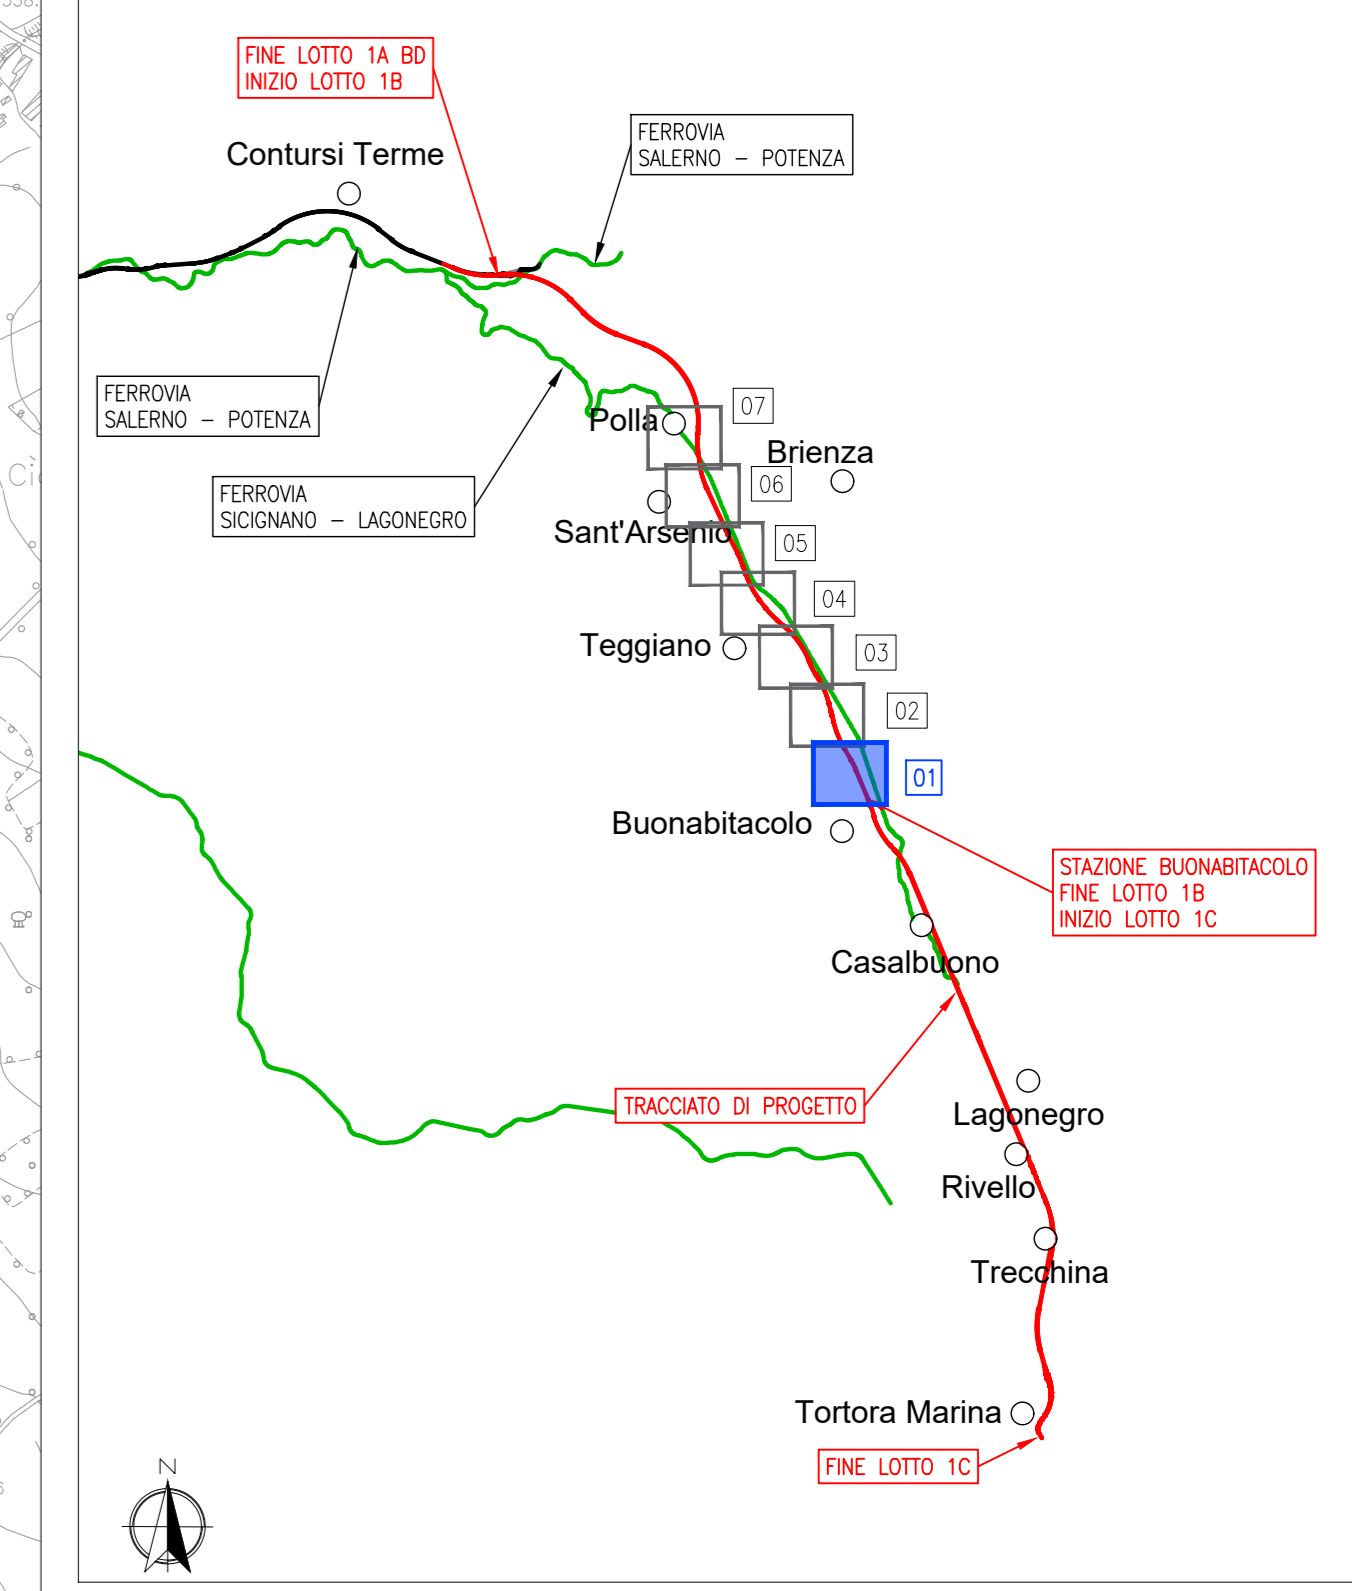 FINE LOTTO 1A BD
INIZIO LOTTO 1B
FERROVIA
SALERNO – POTENZA
Contursi Terme
FERROVIA
SALERNO – POTENZA
07
Polla
Brienza
06
FERROVIA
SICIGNANO – LAGONEGRO
Sant'Arsenio
05
04
Teggiano
03
02
01
Buonabitacolo
STAZIONE BUONABITACOLO
FINE LOTTO 1B
INIZIO LOTTO 1C
Casalbuono
TRACCIATO DI PROGETTO
Lagonegro
Rivello
Trecchina
Tortora Marina
FINE LOTTO 1C
N